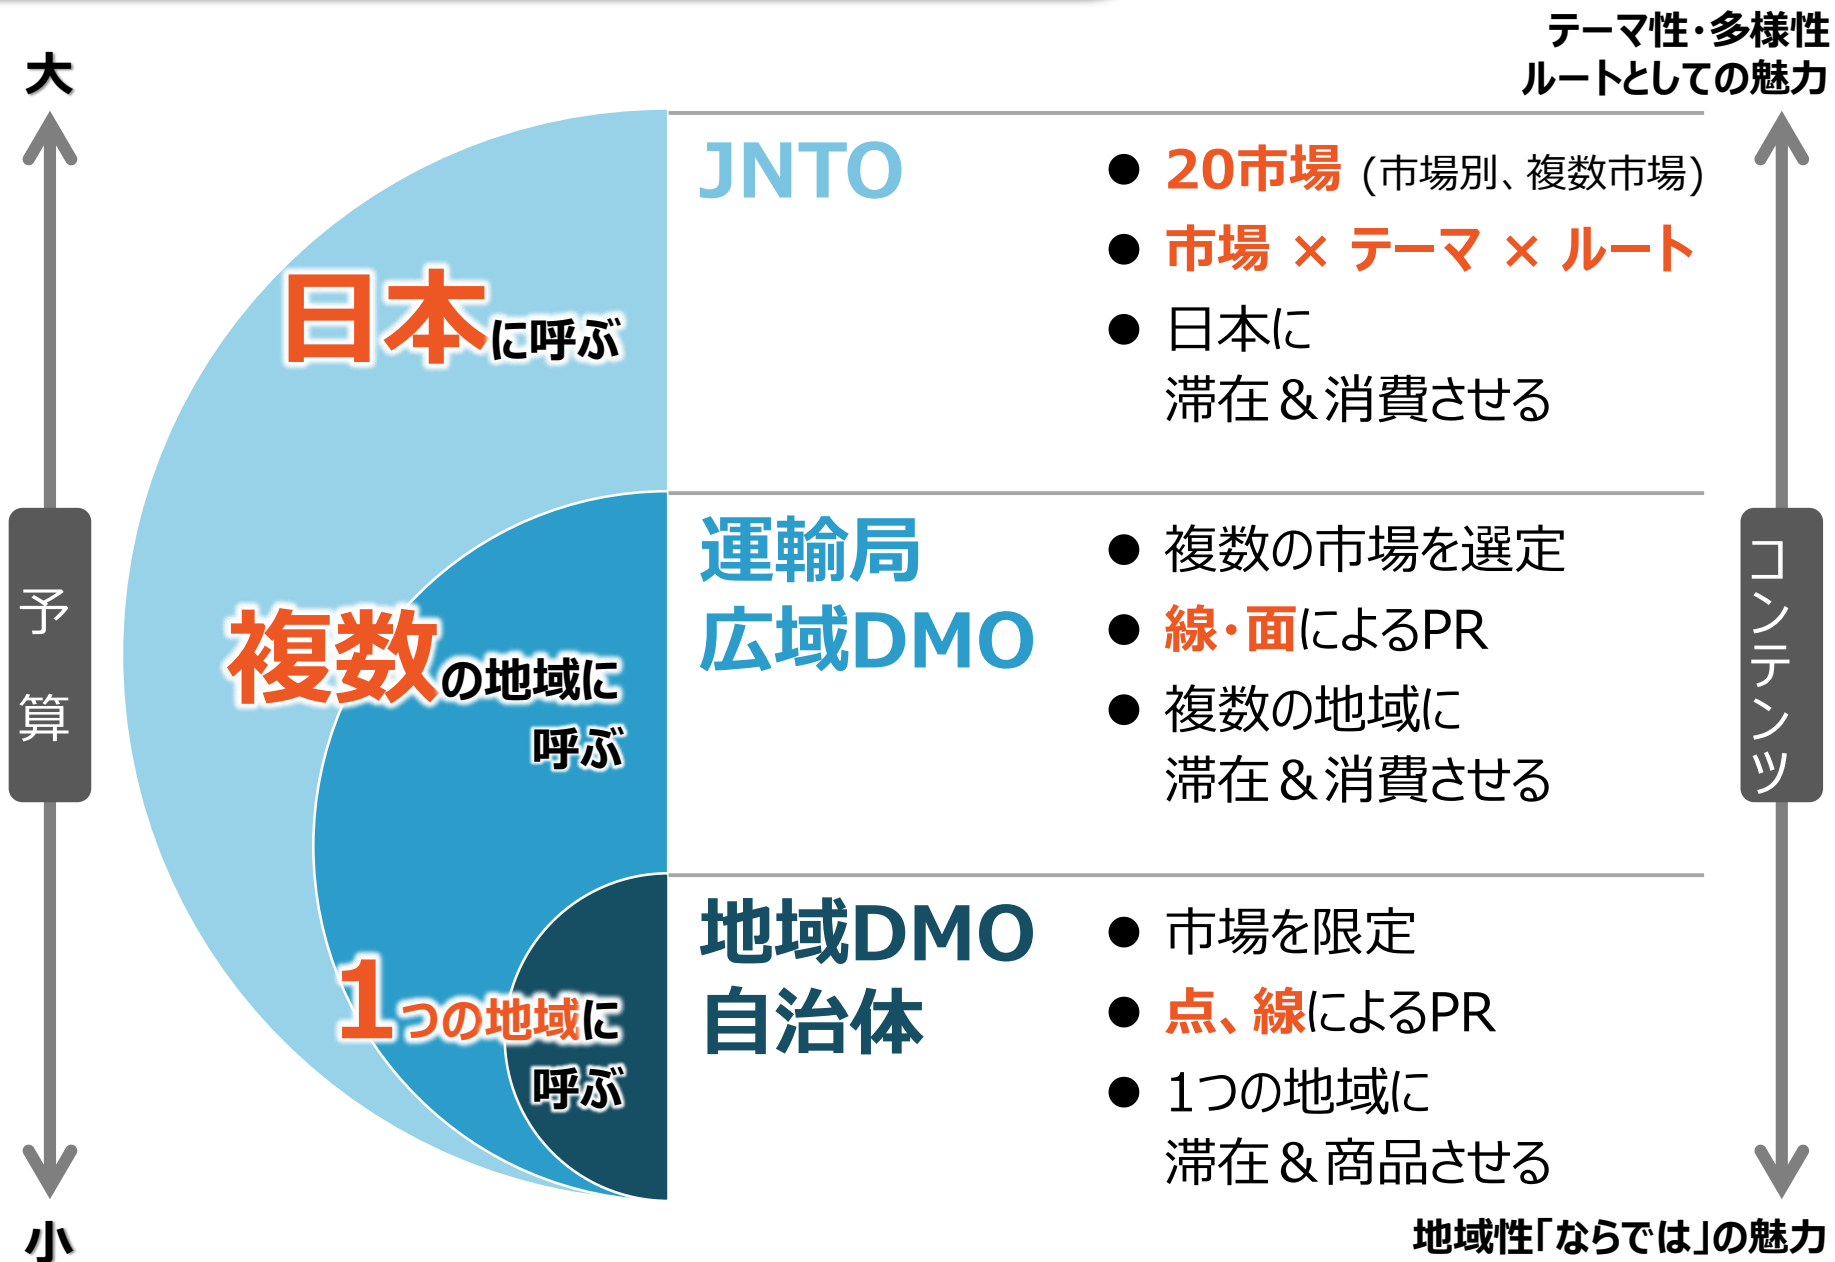 テーマ性・多様性
ルートとしての魅力
大
予算
小
日本に呼ぶ
複数の地域に
呼ぶ
1つの地域に
呼ぶ
JNTO
● 20市場 (市場別、複数市場)
● 市場 × テーマ × ルート
● 日本に
滞在&消費させる
運輸局
広域DMO
● 複数の市場を選定
● 線・面によるPR
● 複数の地域に
滞在&消費させる
地域DMO
自治体
● 市場を限定
● 点、線によるPR
● 1つの地域に
滞在&商品させる
コンテンツ
地域性「ならでは」の魅力